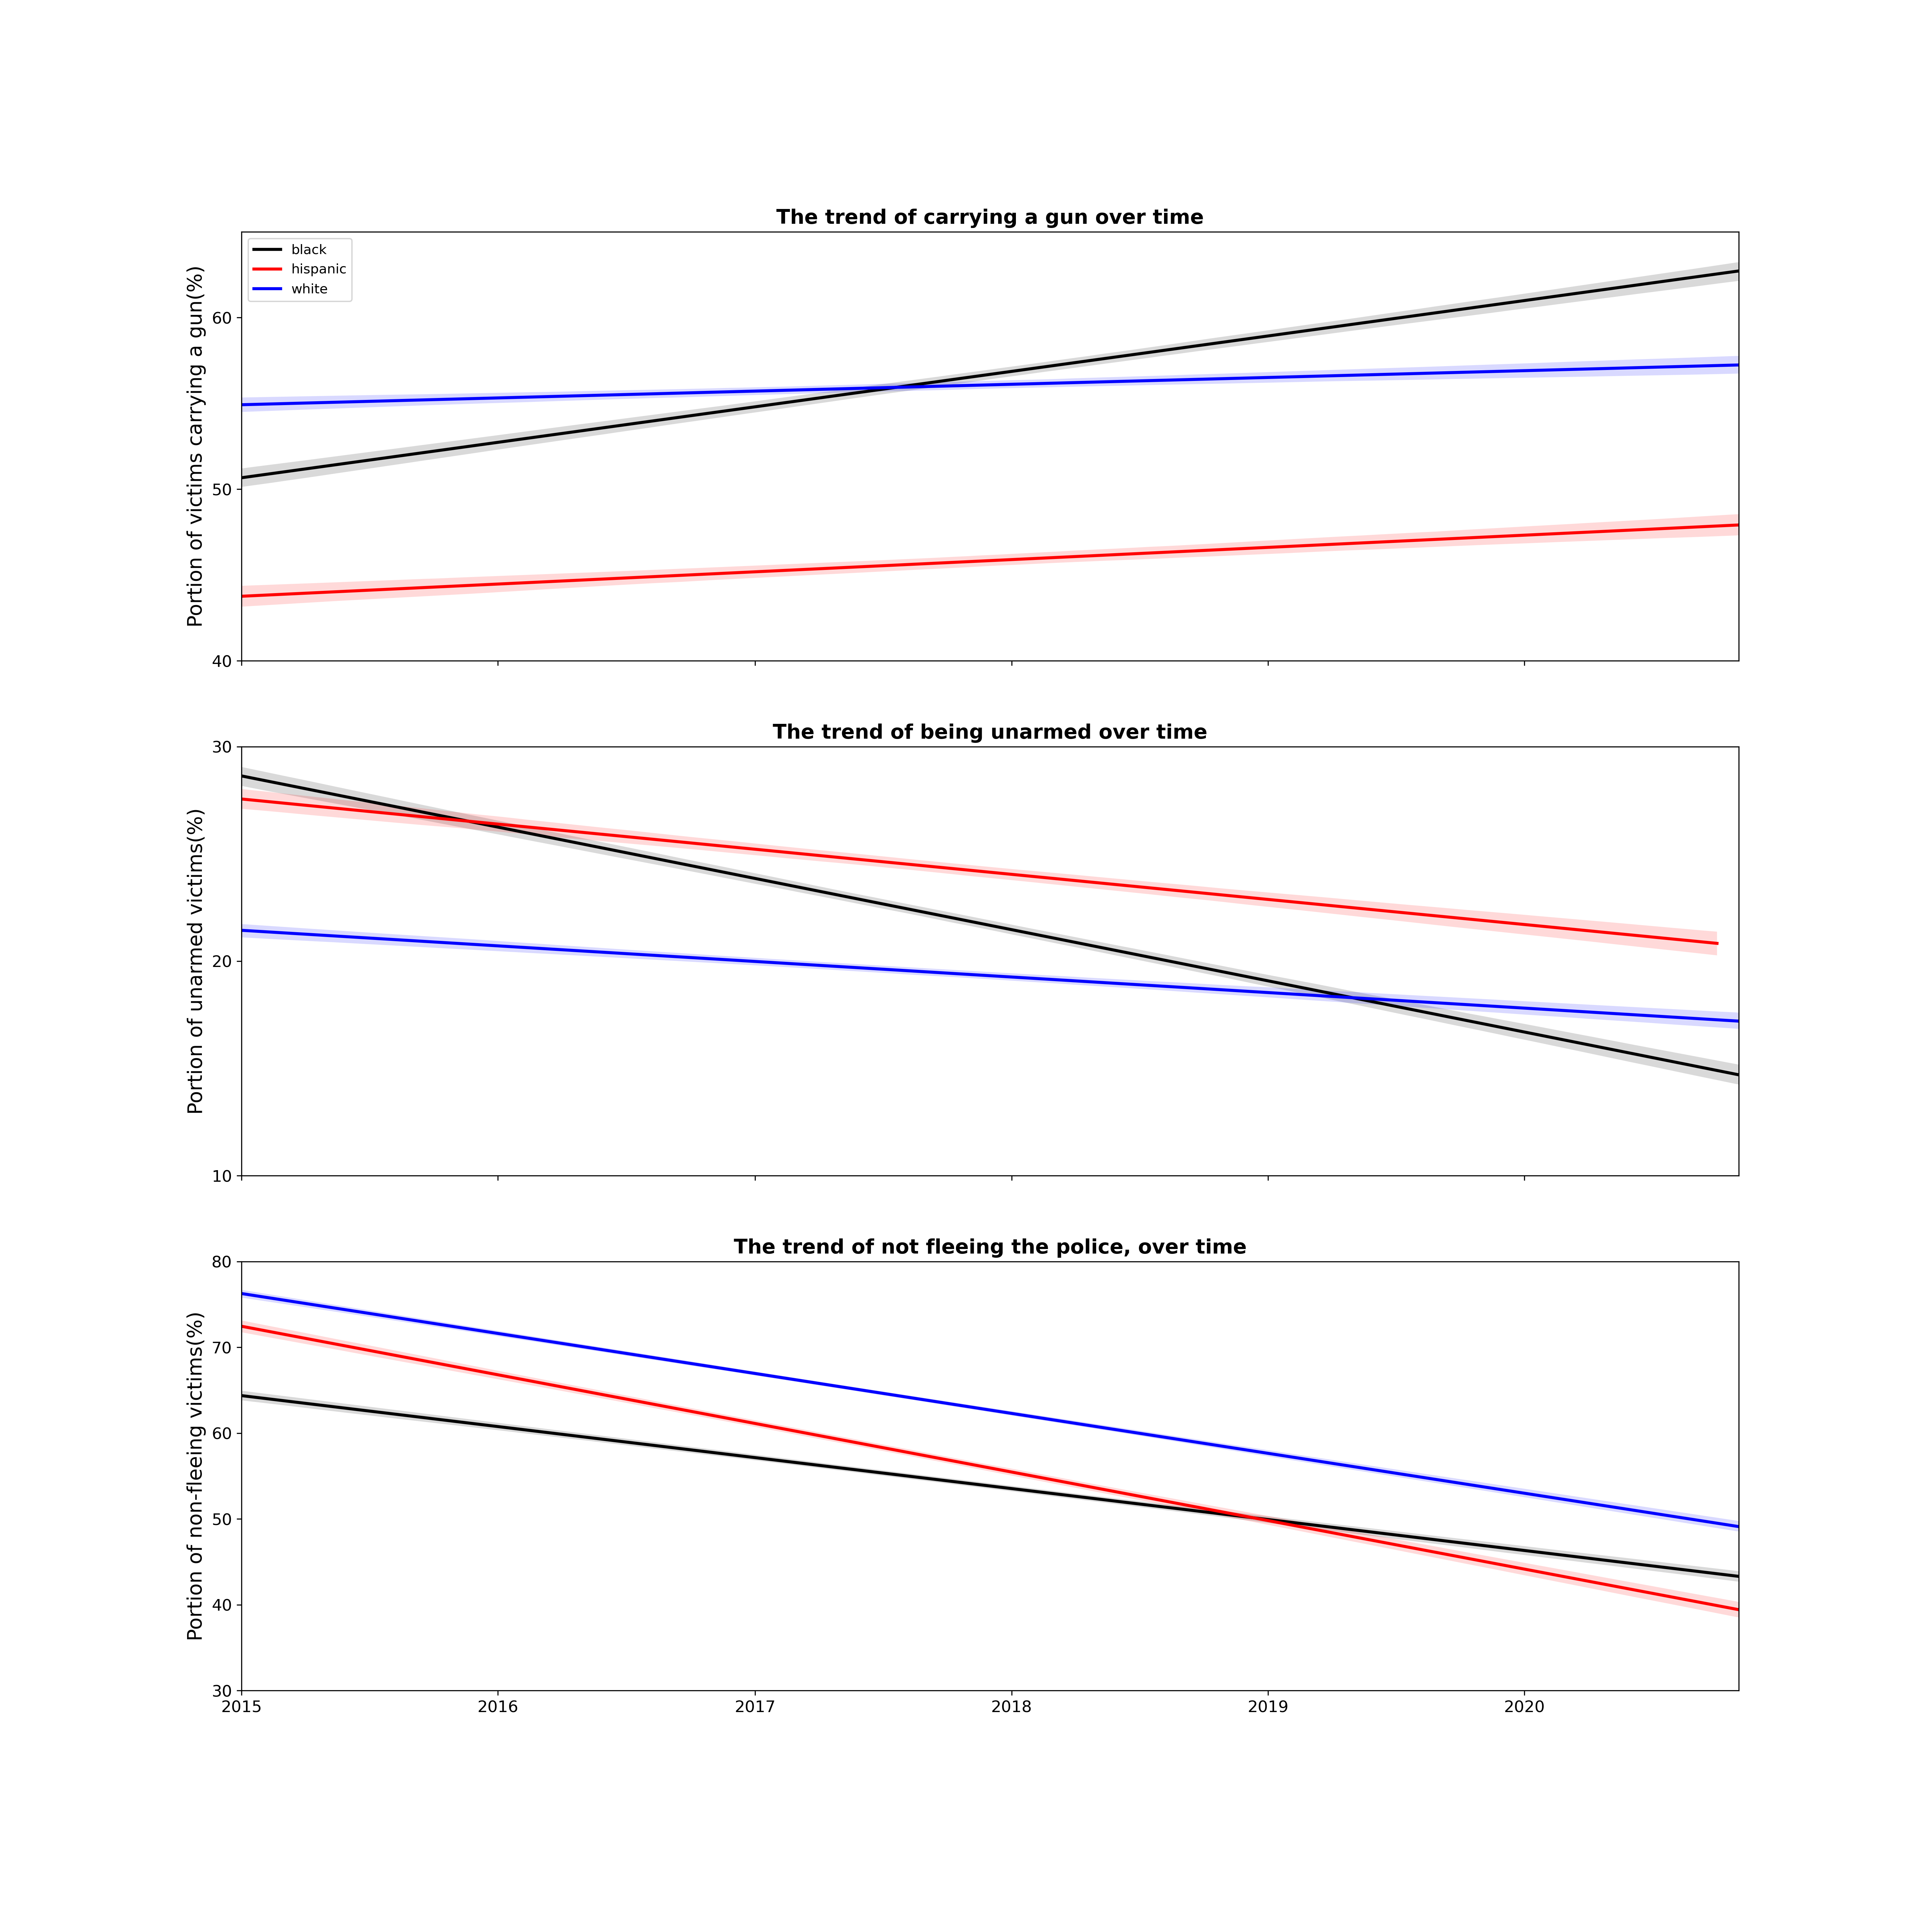 The trend of carrying a gun over time
black
hispanic
white
Portion of victims carrying a gun(%)
60
50
40
The trend of being unarmed over time
Portion of unarmed victims(%)
30
20
10
The trend of not fleeing the police, over time
Portion of non-fleeing victims(%)
80
70
60
50
40
30
2015 2016 2017 2018 2019 2020